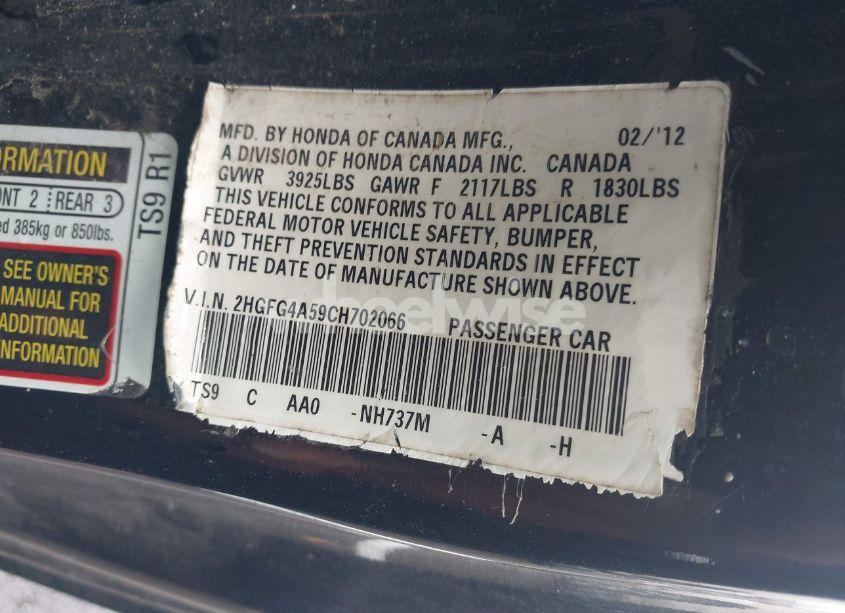 ORMATION
ONT 2 REAR 3
ed 385kg or 850lbs.
SEE OWNER'S
MANUAL FOR
ADDITIONAL
INFORMATION
TS9 R1
MFD. BY HONDA OF CANADA MFG., 02/'12
A DIVISION OF HONDA CANADA INC. CANADA
GVWR 3925LBS GAWR F 2117LBS R 1830LBS
THIS VEHICLE CONFORMS TO ALL APPLICABLE
FEDERAL MOTOR VEHICLE SAFETY, BUMPER,
AND THEFT PREVENTION STANDARDS IN EFFECT
ON THE DATE OF MANUFACTURE SHOWN ABOVE.
V.I.N. 2HGFG4A59CH702066 PASSENGER CAR
TS9 C AA0 -NH737M -A -H